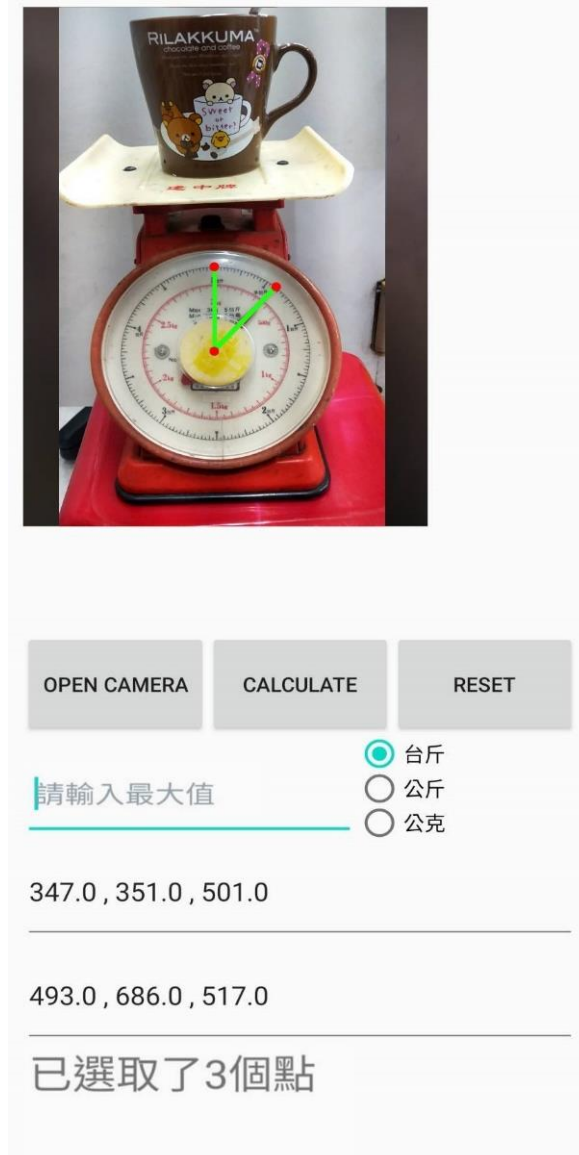 RILAKKUMA
chocolate and coffee
Sweet
or
bitter?
OPEN CAMERA
CALCULATE
RESET
台斤
請輸入最大值
公斤
公克
347.0 , 351.0 , 501.0
493.0 , 686.0 , 517.0
已選取了3個點